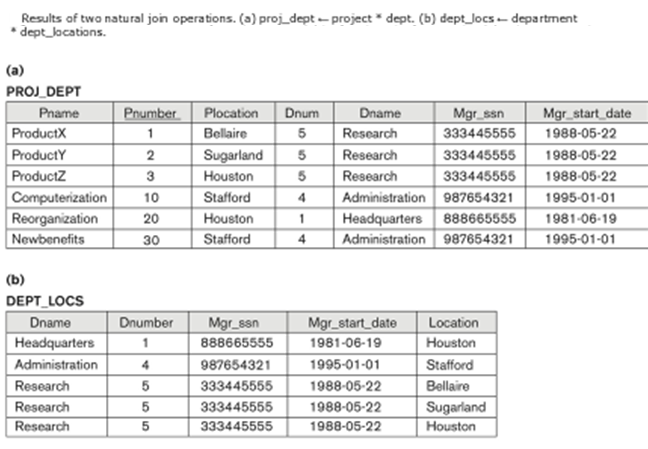 Results of two natural join operations. (a) proj_dept ← project * dept. (b) dept_locs ← department
* dept_locations.
(a)
PROJ_DEPT
Pname Pnumber Plocation Dnum Dname Mgr_ssn Mgr_start_date
ProductX 1 Bellaire 5 Research 333445555 1988-05-22
ProductY 2 Sugarland 5 Research 333445555 1988-05-22
ProductZ 3 Houston 5 Research 333445555 1988-05-22
Computerization 10 Stafford 4 Administration 987654321 1995-01-01
Reorganization 20 Houston 1 Headquarters 888665555 1981-06-19
Newbenefits 30 Stafford 4 Administration 987654321 1995-01-01
(b)
DEPT_LOCS
Dname Dnumber Mgr_ssn Mgr_start_date Location
Headquarters 1 888665555 1981-06-19 Houston
Administration 4 987654321 1995-01-01 Stafford
Research 5 333445555 1988-05-22 Bellaire
Research 5 333445555 1988-05-22 Sugarland
Research 5 333445555 1988-05-22 Houston